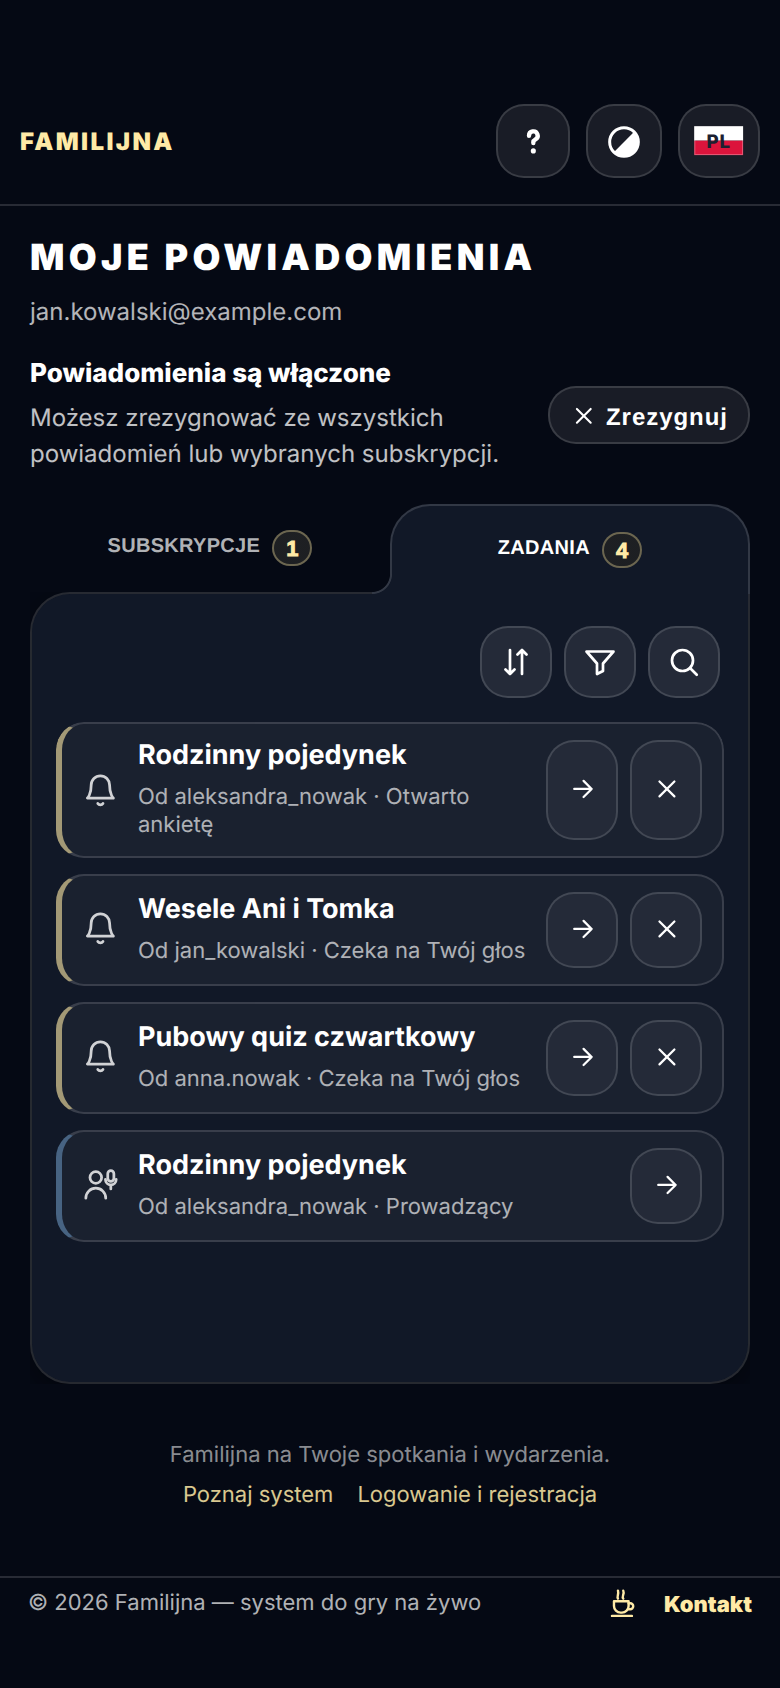 FAMILIJNA
?
PL
MOJE POWIADOMIENIA
jan.kowalski@example.com
Powiadomienia są włączone
Możesz zrezygnować ze wszystkich
powiadomień lub wybranych subskrypcji.
Zrezygnuj
SUBSKRYPCJE 1
ZADANIA 4
Rodzinny pojedynek
Od aleksandra_nowak · Otwarto
ankietę
Wesele Ani i Tomka
Od jan_kowalski · Czeka na Twój głos
Pubowy quiz czwartkowy
Od anna.nowak · Czeka na Twój głos
Rodzinny pojedynek
Od aleksandra_nowak · Prowadzący
Familijna na Twoje spotkania i wydarzenia.
Poznaj system Logowanie i rejestracja
© 2026 Familijna — system do gry na żywo
Kontakt